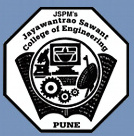 JSPM's
Jayawantrao Sawant
College of Engineering
PUNE